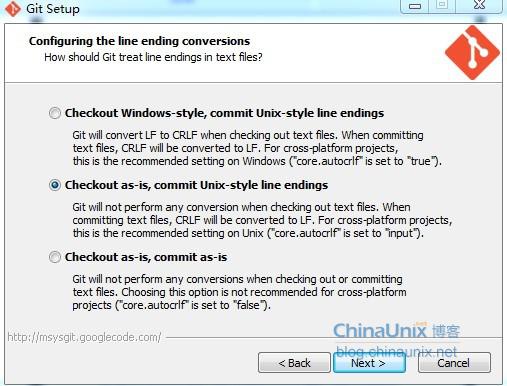 Git Setup
Configuring the line ending conversions
How should Git treat line endings in text files?
Checkout Windows-style, commit Unix-style line endings
Git will convert LF to CRLF when checking out text files. When committing
text files, CRLF will be converted to LF. For cross-platform projects,
this is the recommended setting on Windows ("core.autocrlf" is set to "true").
Checkout as-is, commit Unix-style line endings
Git will not perform any conversion when checking out text files. When
committing text files, CRLF will be converted to LF. For cross-platform projects,
this is the recommended setting on Unix ("core.autocrlf" is set to "input").
Checkout as-is, commit as-is
Git will not perform any conversions when checking out or committing
text files. Choosing this option is not recommended for cross-platform
projects ("core.autocrlf" is set to "false").
http://msysgit.googlecode.com/
ChinaUnix.net 博客
blog.chinaunix.net
< Back
Next >
Cancel